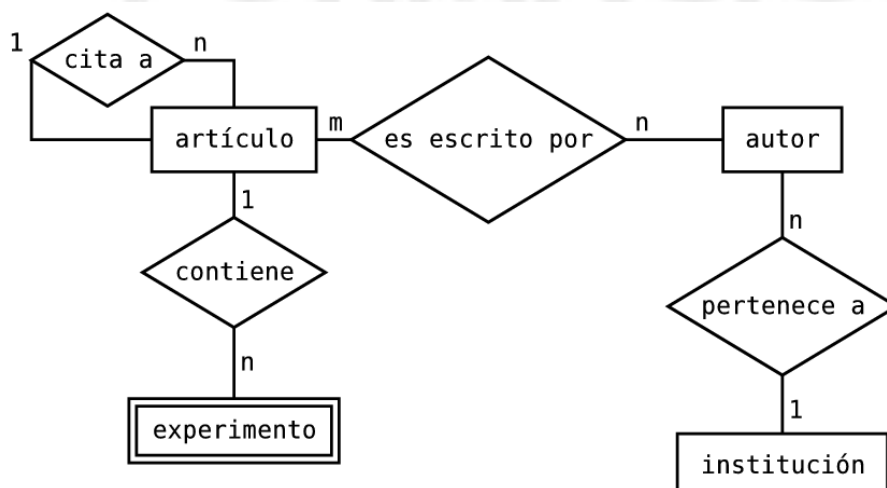 1
cita a
n
artículo
m
es escrito por
n
autor
1
contiene
n
experimento
n
pertenece a
1
institución